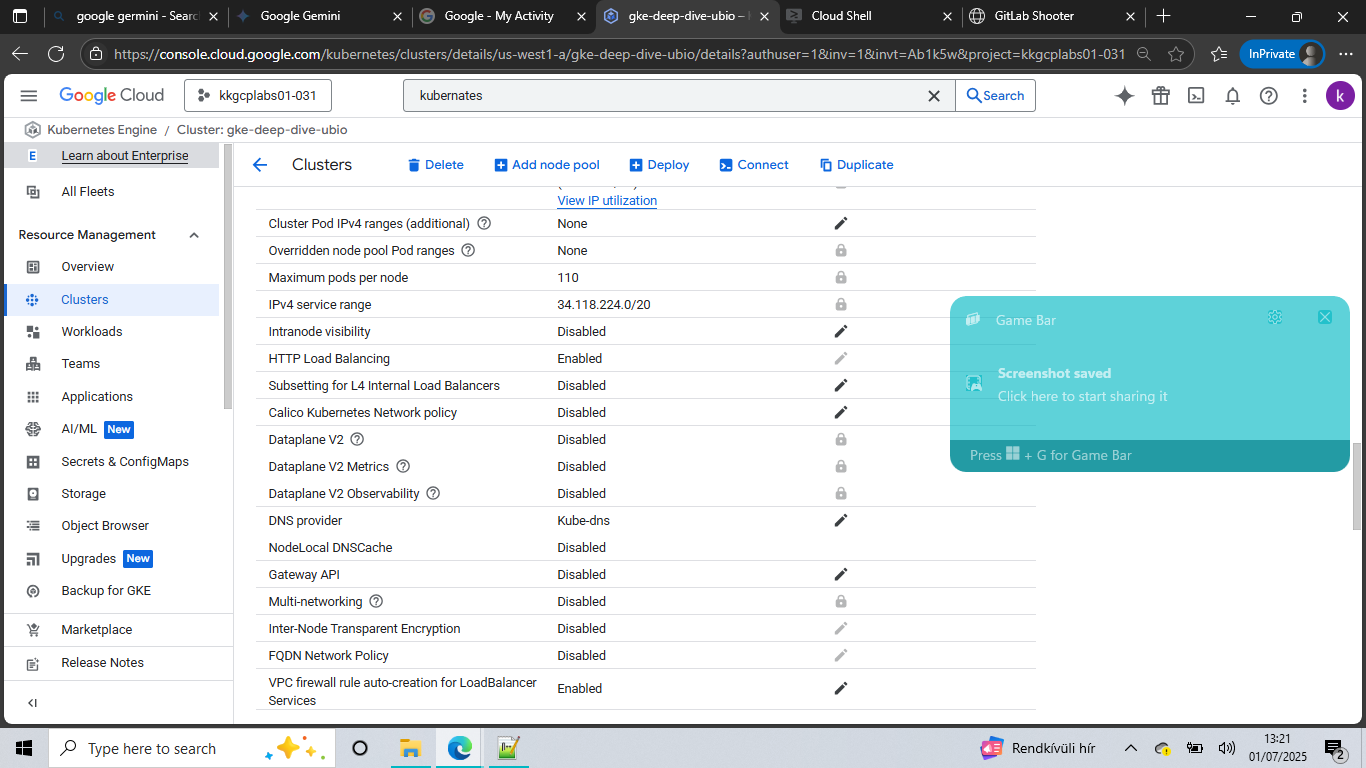 google germini - Searc
Google Gemini
Google - My Activity
gke-deep-dive-ubio –
Cloud Shell
GitLab Shooter
https://console.cloud.google.com/kubernetes/clusters/details/us-west1-a/gke-deep-dive-ubio/details?authuser=1&inv=1&invt=Ab1k5w&project=kkgcplabs01-031
InPrivate
Google Cloud
kkgcplabs01-031
kubernates
Search
k
Kubernetes Engine / Cluster: gke-deep-dive-ubio
E Learn about Enterprise
All Fleets
Resource Management
Overview
Clusters
Workloads
Teams
Applications
AI/ML New
Secrets & ConfigMaps
Storage
Object Browser
Upgrades New
Backup for GKE
Marketplace
Release Notes
Clusters
Delete
Add node pool
Deploy
Connect
Duplicate
View IP utilization
Cluster Pod IPv4 ranges (additional) None
Overridden node pool Pod ranges None
Maximum pods per node 110
IPv4 service range 34.118.224.0/20
Intranode visibility Disabled
HTTP Load Balancing Enabled
Subsetting for L4 Internal Load Balancers Disabled
Calico Kubernetes Network policy Disabled
Dataplane V2 Disabled
Dataplane V2 Metrics Disabled
Dataplane V2 Observability Disabled
DNS provider Kube-dns
NodeLocal DNSCache Disabled
Gateway API Disabled
Multi-networking Disabled
Inter-Node Transparent Encryption Disabled
FQDN Network Policy Disabled
VPC firewall rule auto-creation for LoadBalancer
Services Enabled
Game Bar
Screenshot saved
Click here to start sharing it
Press + G for Game Bar
Type here to search
Rendkívüli hír
13:21
01/07/2025
2